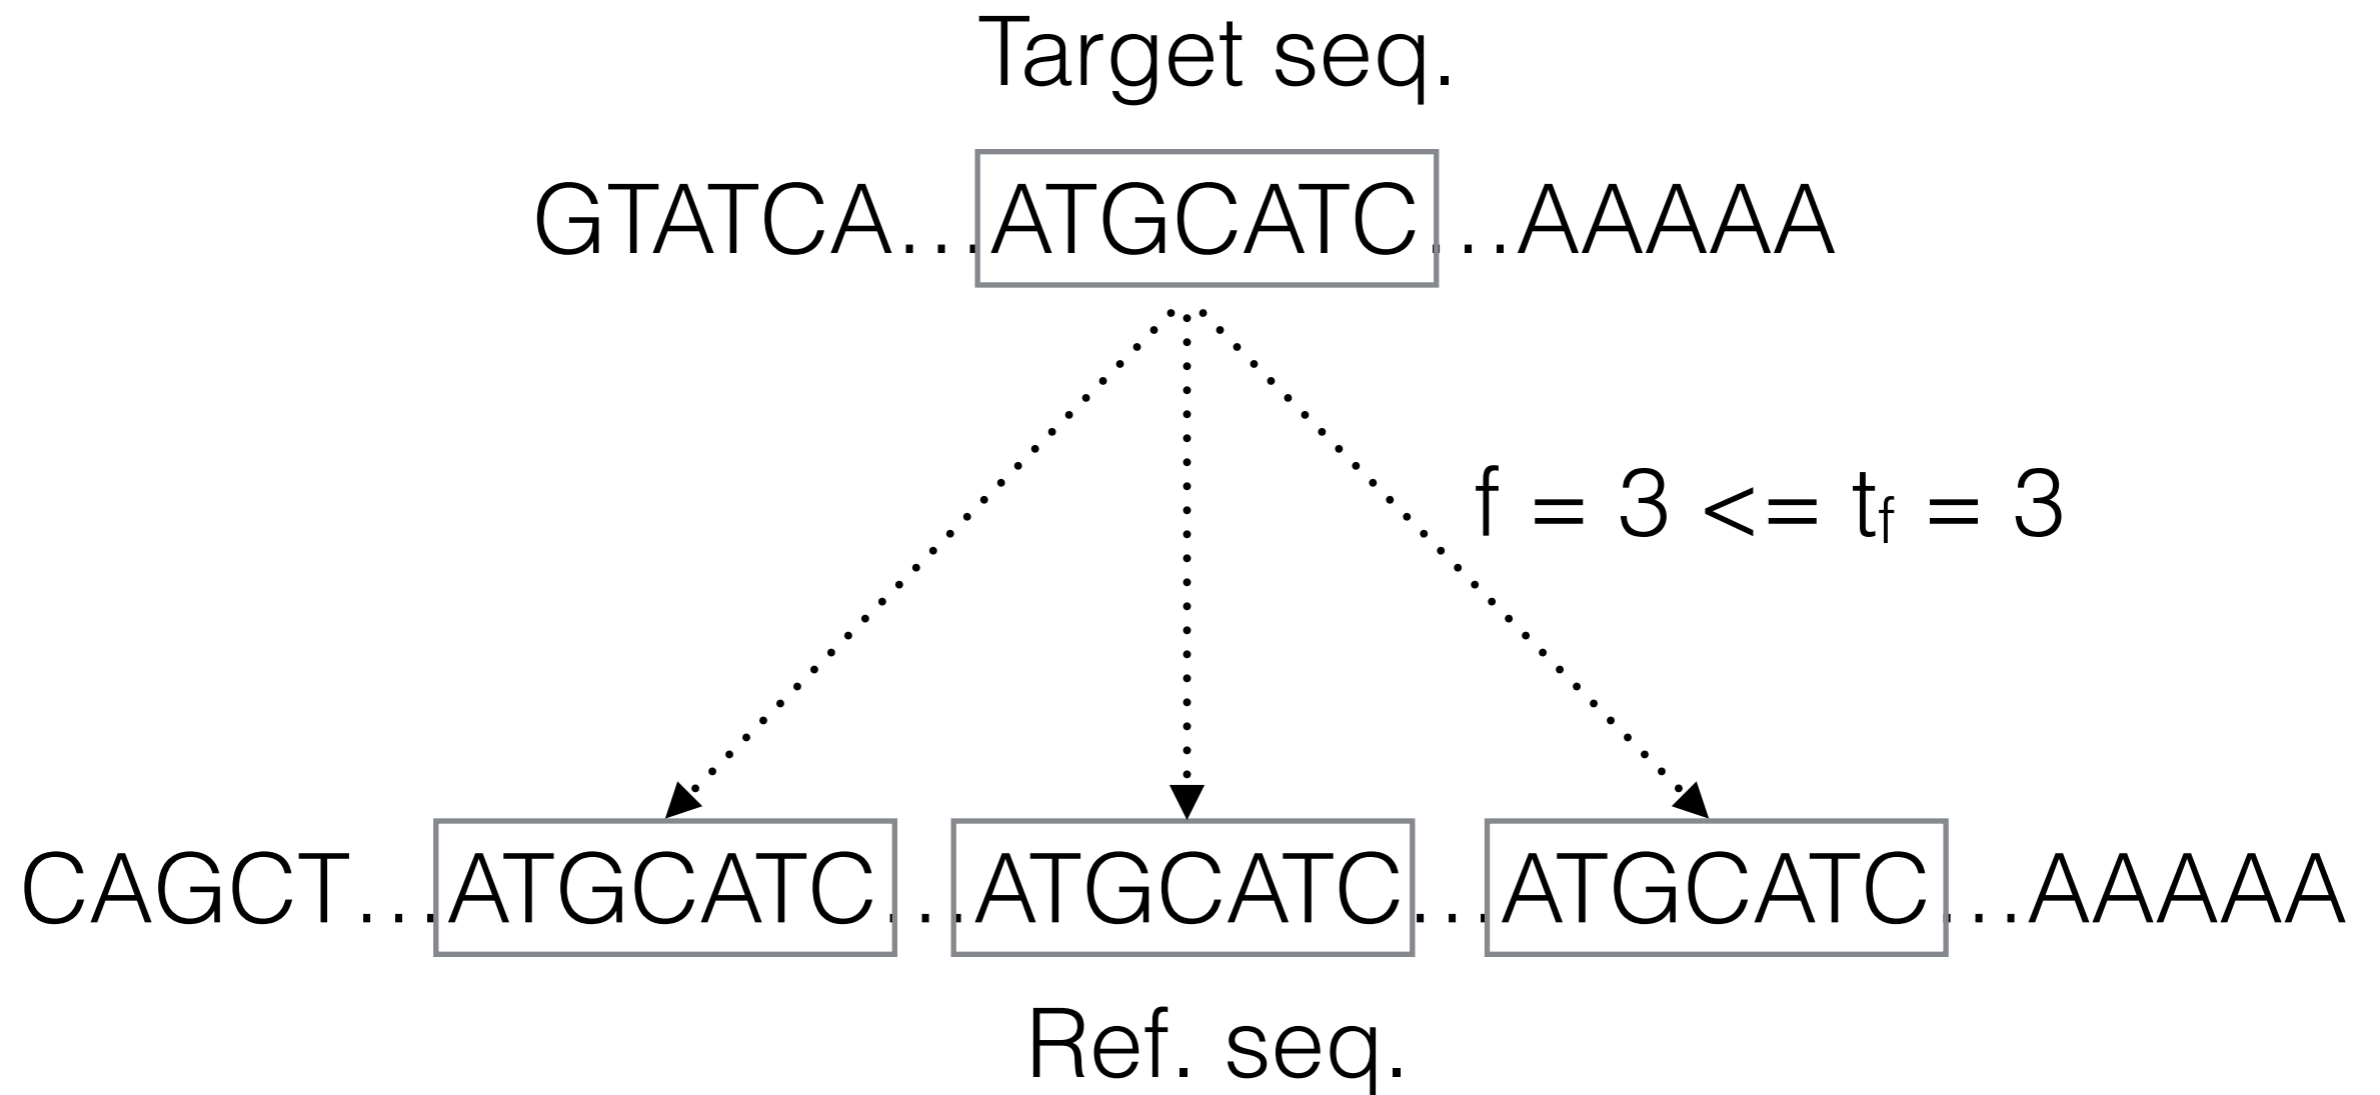 Target seq.
GTATCA...ATGCATC...AAAAA
f = 3 <= tf = 3
CAGCT...ATGCATC...ATGCATC...ATGCATC...AAAAA
Ref. seq.